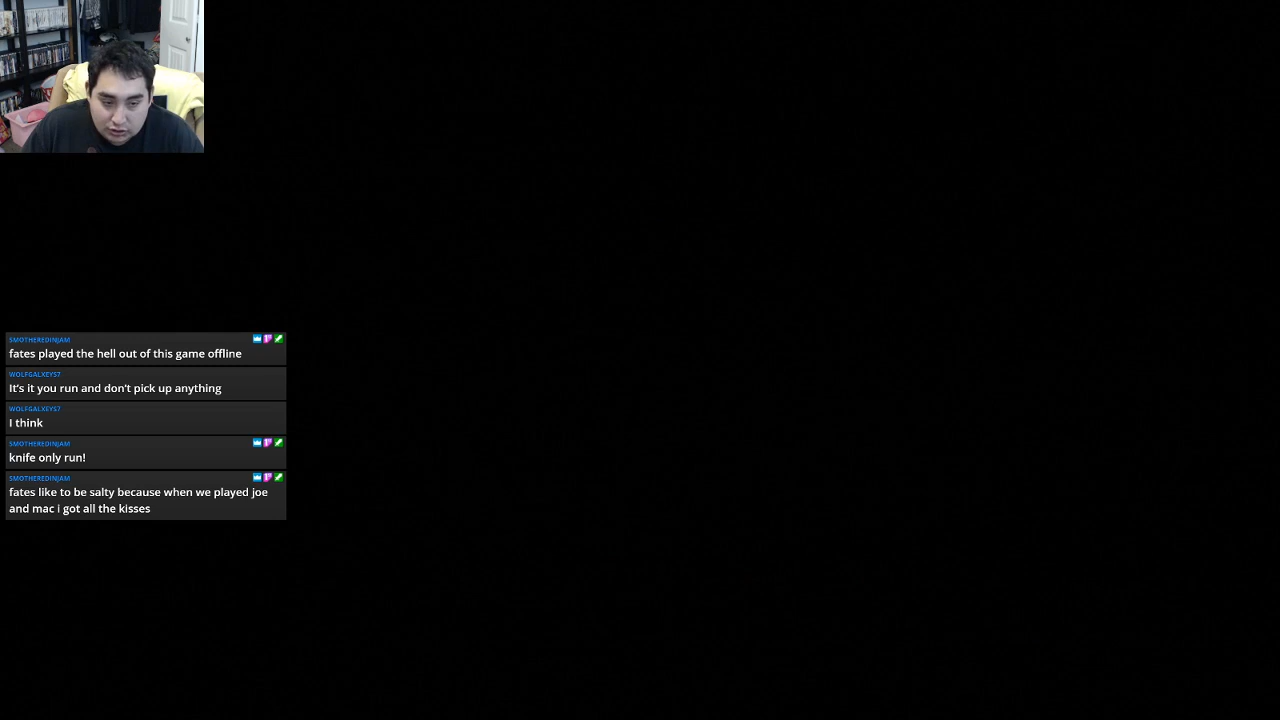 SMOTHEREDINJAM
fates played the hell out of this game offline
WOLFGALXEYS7
It's it you run and don't pick up anything
WOLFGALXEYS7
I think
SMOTHEREDINJAM
knife only run!
SMOTHEREDINJAM
fates like to be salty because when we played joe
and mac i got all the kisses